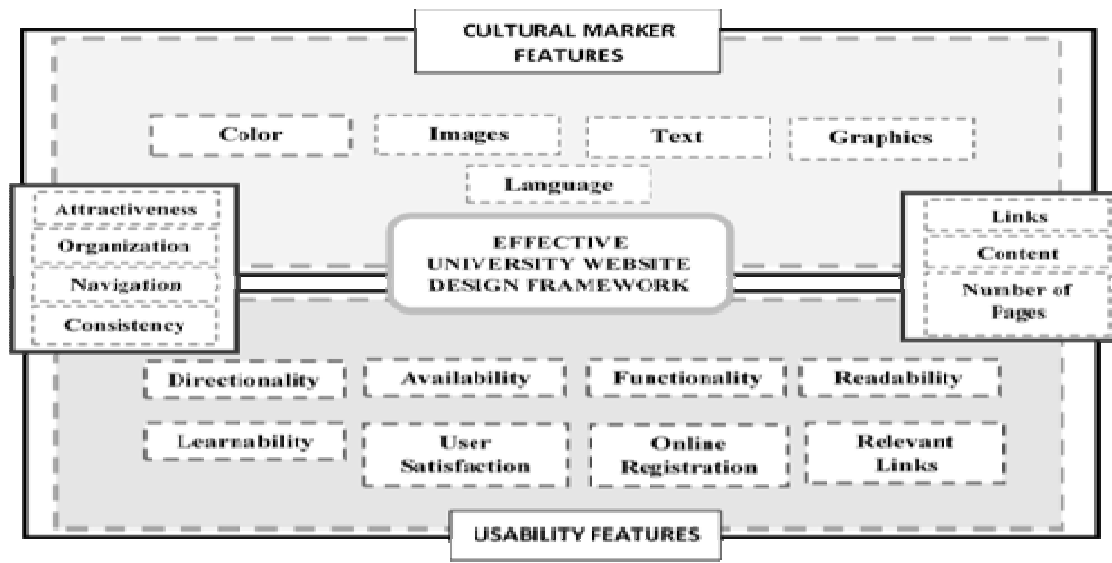 CULTURAL MARKER
FEATURES
Color
Images
Text
Graphics
Language
Attractiveness
Organization
Navigation
Consistency
EFFECTIVE
UNIVERSITY WEBSITE
DESIGN FRAMEWORK
Links
Content
Number of
Pages
Directionality
Availability
Functionality
Readability
Learnability
User
Satisfaction
Online
Registration
Relevant
Links
USABILITY FEATURES